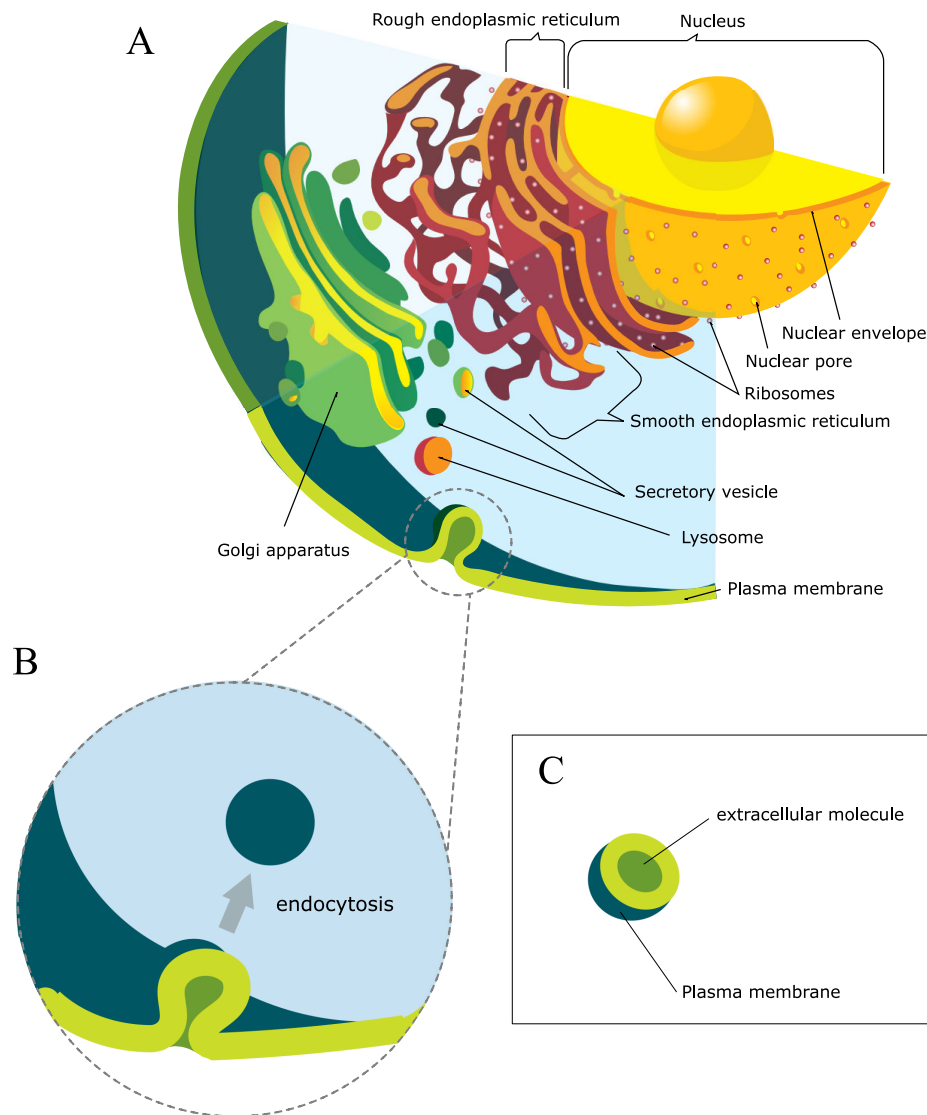 A
Rough endoplasmic reticulum
Nucleus
Nuclear envelope
Nuclear pore
Ribosomes
Smooth endoplasmic reticulum
Secretory vesicle
Lysosome
Golgi apparatus
Plasma membrane
B
endocytosis
C
extracellular molecule
Plasma membrane